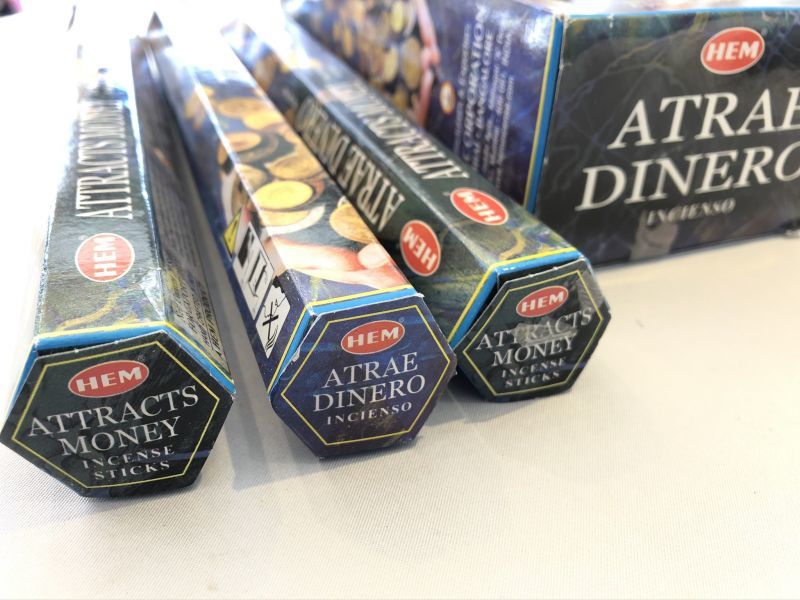 HEM
ATTRACTS
MONEY
INCENSE
STICKS
HEM
ATTRACTS MONEY
HEM
ATRAE
DINERO
INCIENSO
HEM
ATTRACTS
MONEY
INCENSE
STICKS
HEM
ATRAE DINERO
HEM
ATTRACTS
HEM
ATRAE
DINERO
INCIENSO